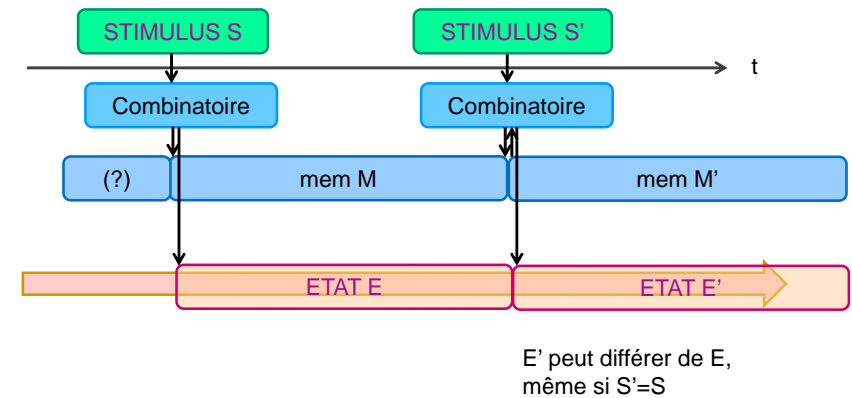 STIMULUS S
STIMULUS S’
t
Combinatoire
Combinatoire
(?)
mem M
mem M’
ETAT E
ETAT E’
E’ peut différer de E,
même si S’=S